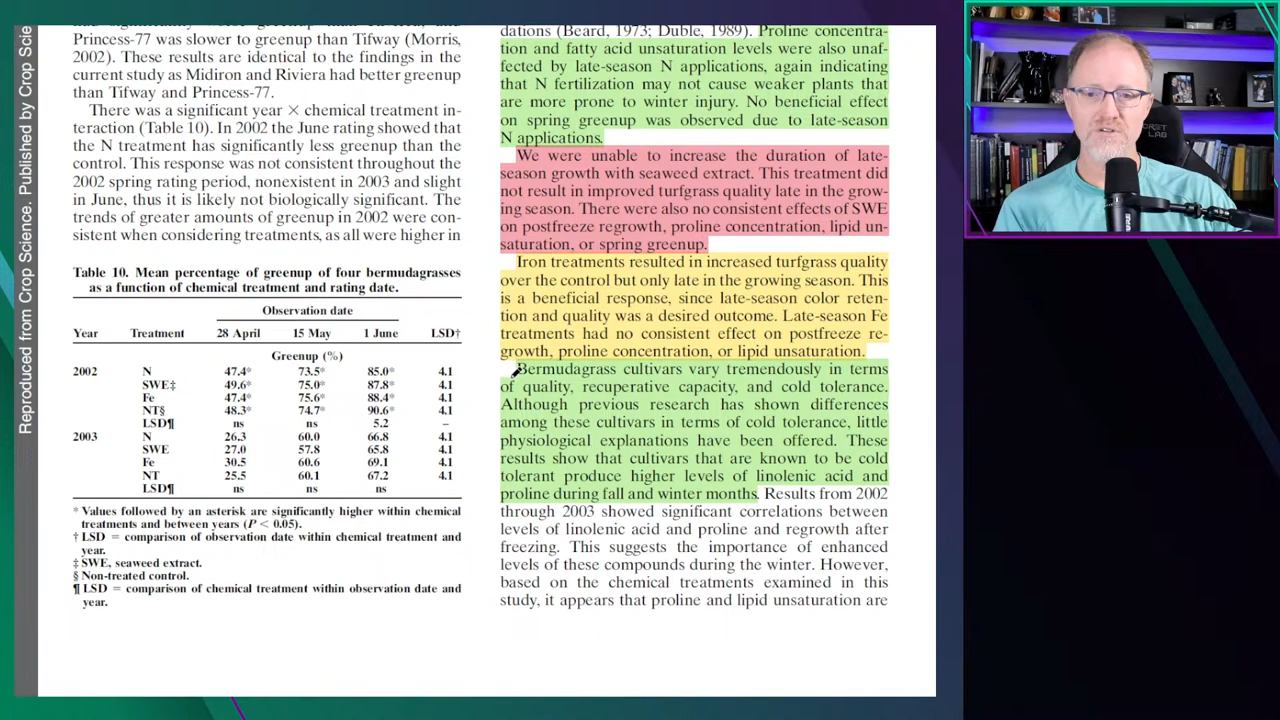 Reproduced from Crop Science. Published by Crop Scie
Princess-77 was slower to greenup than Tifway (Morris,
2002). These results are identical to the findings in the
current study as Midiron and Riviera had better greenup
than Tifway and Princess-77.
There was a significant year × chemical treatment in-
teraction (Table 10). In 2002 the June rating showed that
the N treatment has significantly less greenup than the
control. This response was not consistent throughout the
2002 spring rating period, nonexistent in 2003 and slight
in June, thus it is likely not biologically significant. The
trends of greater amounts of greenup in 2002 were con-
sistent when considering treatments, as all were higher in
Table 10. Mean percentage of greenup of four bermudagrasses
as a function of chemical treatment and rating date.
Observation date
Year Treatment 28 April 15 May 1 June LSD†
Greenup (%)
2002 N 47.4* 73.5* 85.0* 4.1
SWE‡ 49.6* 75.0* 87.8* 4.1
Fe 47.4* 75.6* 88.4* 4.1
NT§ 48.3* 74.7* 90.6* 4.1
LSD¶ ns ns 5.2 –
2003 N 26.3 60.0 66.8 4.1
SWE 27.0 57.8 65.8 4.1
Fe 30.5 60.6 69.1 4.1
NT 25.5 60.1 67.2 4.1
LSD¶ ns ns ns
* Values followed by an asterisk are significantly higher within chemical
treatments and between years (P < 0.05).
† LSD = comparison of observation date within chemical treatment and
year.
‡ SWE, seaweed extract.
§ Non-treated control.
¶ LSD = comparison of chemical treatment within observation date and
year.
dations (Beard, 1973; Duble, 1989). Proline concentra-
tion and fatty acid unsaturation levels were also unaf-
fected by late-season N applications, again indicating
that N fertilization may not cause weaker plants that
are more prone to winter injury. No beneficial effect
on spring greenup was observed due to late-season
N applications.
We were unable to increase the duration of late-
season growth with seaweed extract. This treatment did
not result in improved turfgrass quality late in the grow-
ing season. There were also no consistent effects of SWE
on postfreeze regrowth, proline concentration, lipid un-
saturation, or spring greenup.
Iron treatments resulted in increased turfgrass quality
over the control but only late in the growing season. This
is a beneficial response, since late-season color reten-
tion and quality was a desired outcome. Late-season Fe
treatments had no consistent effect on postfreeze re-
growth, proline concentration, or lipid unsaturation.
Bermudagrass cultivars vary tremendously in terms
of quality, recuperative capacity, and cold tolerance.
Although previous research has shown differences
among these cultivars in terms of cold tolerance, little
physiological explanations have been offered. These
results show that cultivars that are known to be cold
tolerant produce higher levels of linolenic acid and
proline during fall and winter months. Results from 2002
through 2003 showed significant correlations between
levels of linolenic acid and proline and regrowth after
freezing. This suggests the importance of enhanced
levels of these compounds during the winter. However,
based on the chemical treatments examined in this
study, it appears that proline and lipid unsaturation are